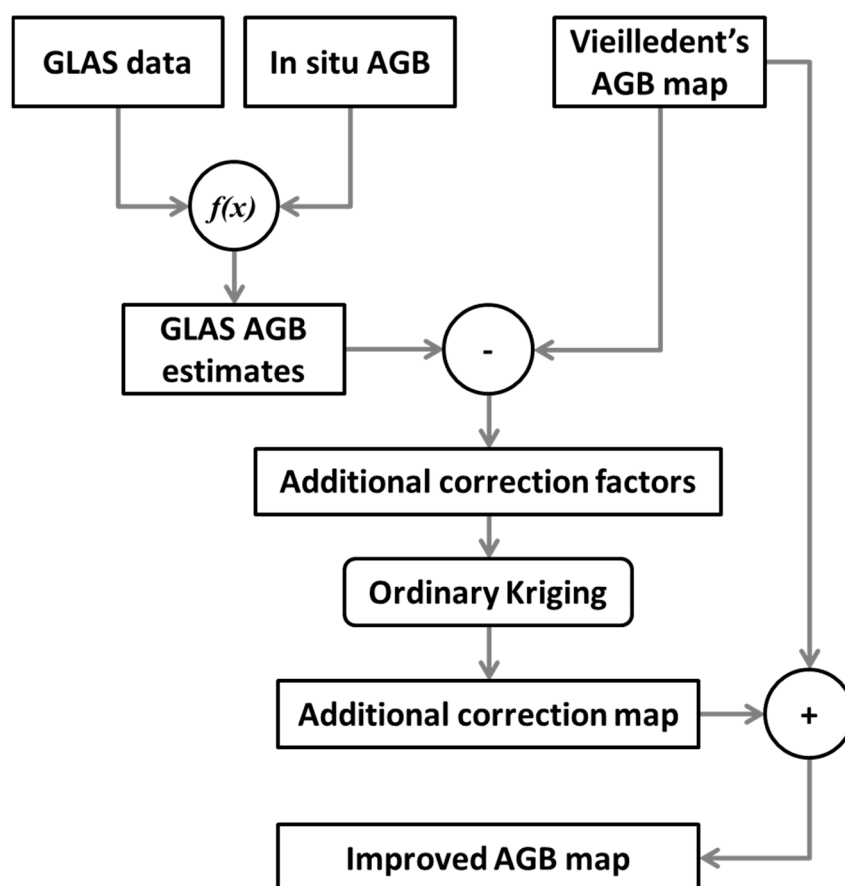 GLAS data
In situ AGB
Vieilledent's
AGB map
f(x)
GLAS AGB
estimates
-
Additional correction factors
Ordinary Kriging
Additional correction map
+
Improved AGB map